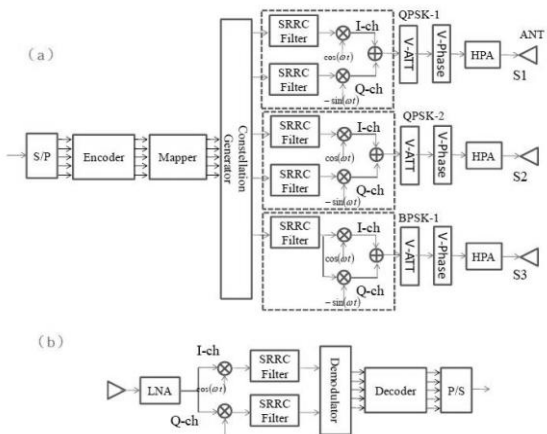 (a)
S/P
Encoder
Mapper
Constellation
Generator
SRRC
Filter
I-ch
cos(ωt)
SRRC
Filter
Q-ch
−sin(ωt)
QPSK-1
V-ATT
V-Phase
HPA
ANT
S1
SRRC
Filter
I-ch
cos(ωt)
SRRC
Filter
Q-ch
−sin(ωt)
QPSK-2
V-ATT
V-Phase
HPA
S2
SRRC
Filter
I-ch
cos(ωt)
Q-ch
−sin(ωt)
BPSK-1
V-ATT
V-Phase
HPA
S3
(b)
LNA
I-ch
cos(ωt)
Q-ch
SRRC
Filter
SRRC
Filter
Demodulator
Decoder
P/S